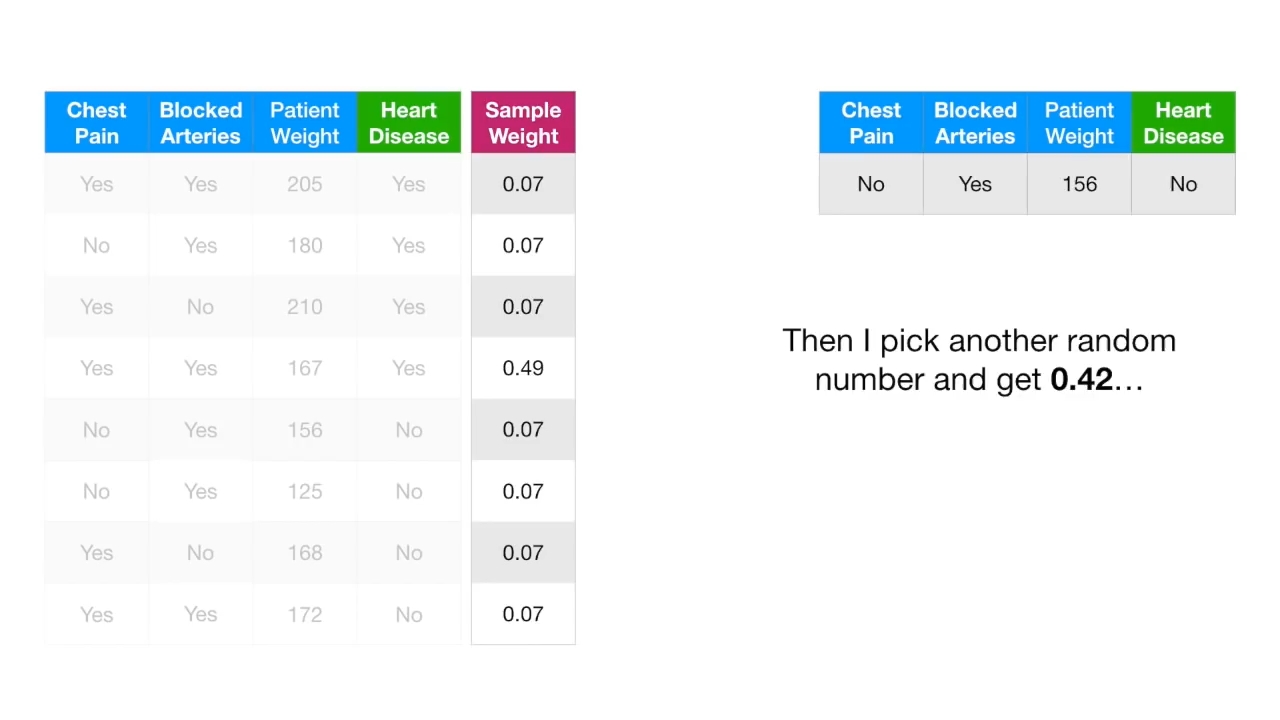 Chest Pain Blocked Arteries Patient Weight Heart Disease Sample Weight
Yes Yes 205 Yes 0.07
No Yes 180 Yes 0.07
Yes No 210 Yes 0.07
Yes Yes 167 Yes 0.49
No Yes 156 No 0.07
No Yes 125 No 0.07
Yes No 168 No 0.07
Yes Yes 172 No 0.07
Chest Pain Blocked Arteries Patient Weight Heart Disease
No Yes 156 No
Then I pick another random
number and get 0.42…